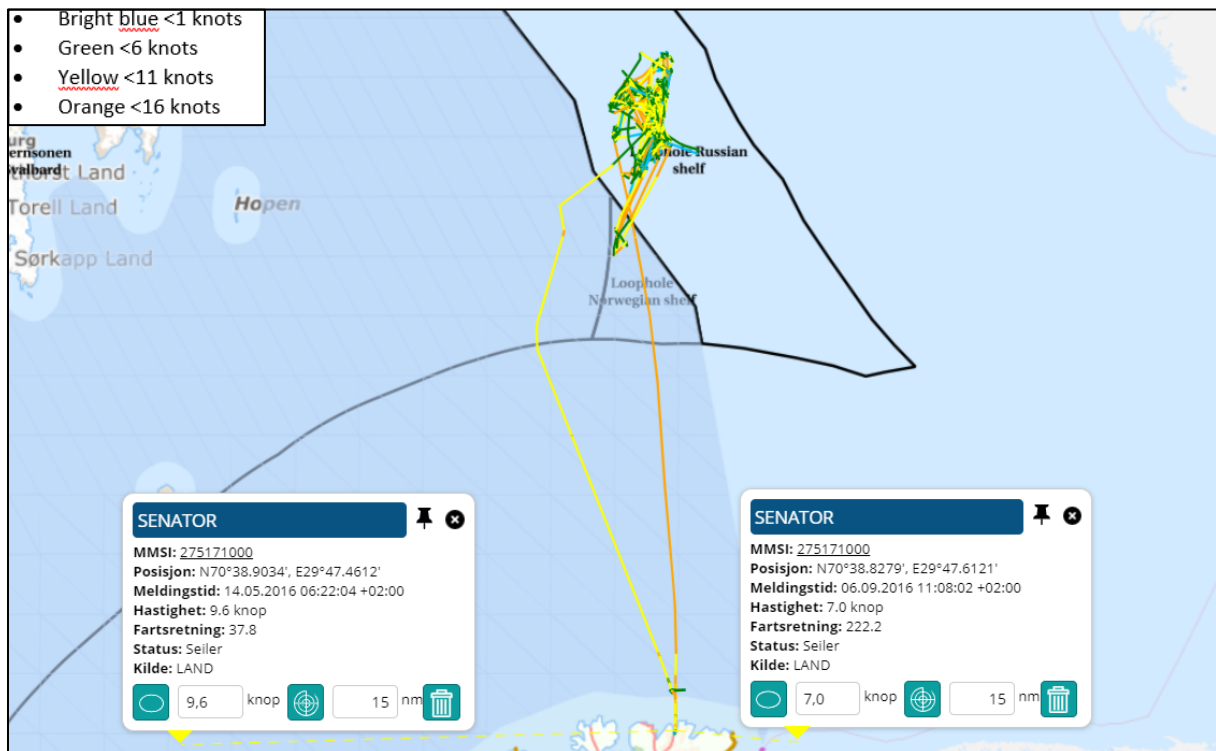 Bright blue <1 knots
Green <6 knots
Yellow <11 knots
Orange <16 knots
Land
Torell Land
Hopen
Sørkapp Land
Russian
shelf
Loophole
Norwegian shelf
SENATOR
MMSI: 275171000
Posisjon: N70°38.9034', E29°47.4612'
Meldingstid: 14.05.2016 06:22:04 +02:00
Hastighet: 9.6 knop
Fartsretning: 37.8
Status: Seiler
Kilde: LAND
9,6 knop 15 nm
SENATOR
MMSI: 275171000
Posisjon: N70°38.8279', E29°47.6121'
Meldingstid: 06.09.2016 11:08:02 +02:00
Hastighet: 7.0 knop
Fartsretning: 222.2
Status: Seiler
Kilde: LAND
7,0 knop 15 nm